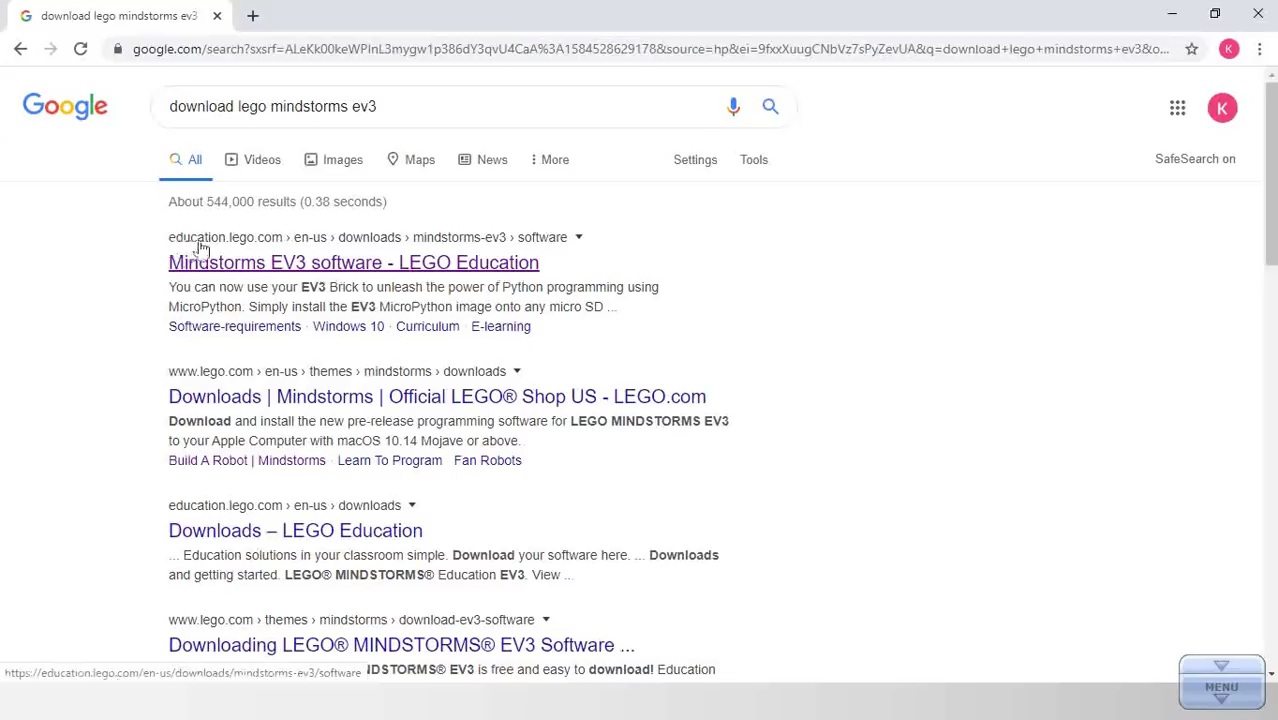 download lego mindstorms ev3
google.com/search?sxsrf=ALeKk00keWPInL3mygw1p386dY3qvU4CaA%3A1584528629178&source=hp&ei=9fxxXuugCNbVz7sPyZevUA&q=download+lego+mindstorms+ev3&o...
K
Google
download lego mindstorms ev3
K
All
Videos
Images
Maps
News
More
Settings
Tools
SafeSearch on
About 544,000 results (0.38 seconds)
education.lego.com › en-us › downloads › mindstorms-ev3 › software
Mindstorms EV3 software - LEGO Education
You can now use your EV3 Brick to unleash the power of Python programming using
MicroPython. Simply install the EV3 MicroPython image onto any micro SD ...
Software-requirements · Windows 10 · Curriculum · E-learning
www.lego.com › en-us › themes › mindstorms › downloads
Downloads | Mindstorms | Official LEGO® Shop US - LEGO.com
Download and install the new pre-release programming software for LEGO MINDSTORMS EV3
to your Apple Computer with macOS 10.14 Mojave or above.
Build A Robot | Mindstorms · Learn To Program · Fan Robots
education.lego.com › en-us › downloads
Downloads – LEGO Education
... Education solutions in your classroom simple. Download your software here. ... Downloads
and getting started. LEGO® MINDSTORMS® Education EV3. View ...
www.lego.com › themes › mindstorms › download-ev3-software
Downloading LEGO® MINDSTORMS® EV3 Software ...
IDSTORMS® EV3 is free and easy to download! Education
https://education.lego.com/en-us/downloads/mindstorms-ev3/software
MENU